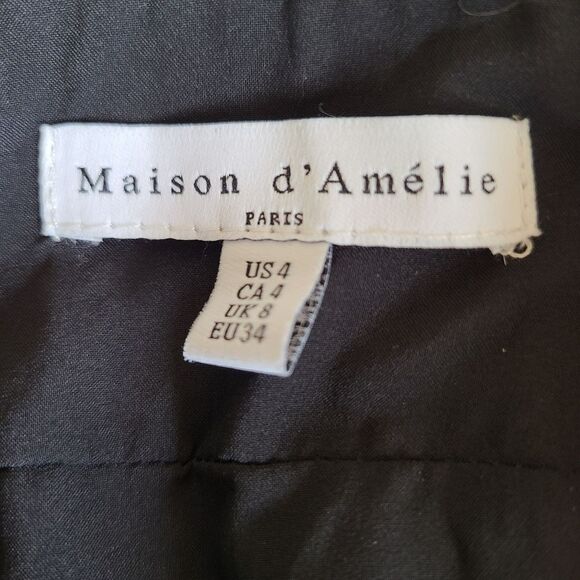 Maison d'Amélie
PARIS
US 4
CA 4
UK 8
EU 34